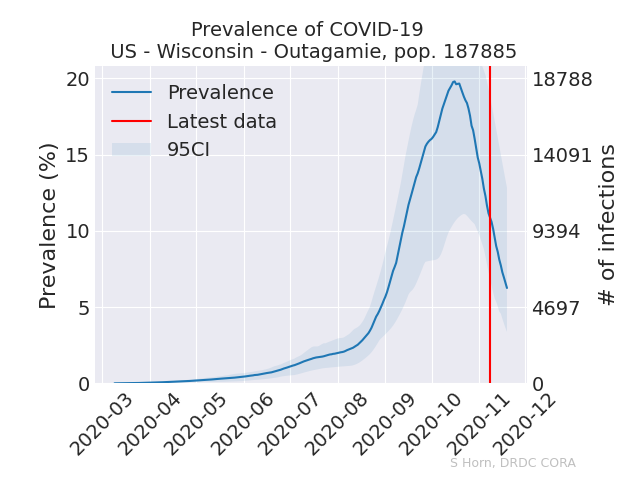 Prevalence of COVID-19
US - Wisconsin - Outagamie, pop. 187885
Prevalence
Latest data
95CI
Prevalence (%)
20
15
10
5
0
18788
14091
9394
4697
0
# of infections
2020-03
2020-04
2020-05
2020-06
2020-07
2020-08
2020-09
2020-10
2020-11
2020-12
S Horn, DRDC CORA